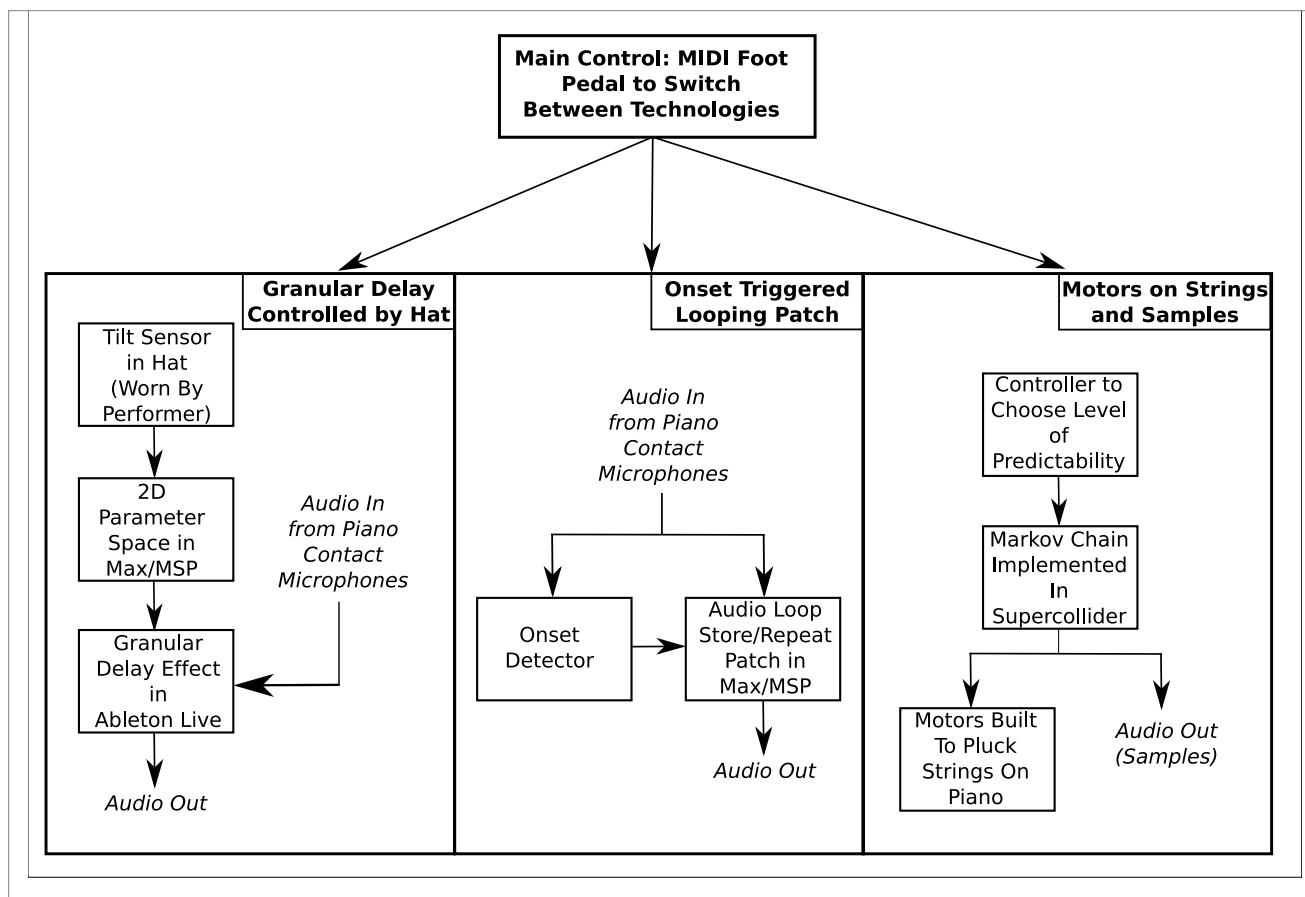 Main Control: MIDI Foot
Pedal to Switch
Between Technologies
Granular Delay
Controlled by Hat
Tilt Sensor
in Hat
(Worn By
Performer)
2D
Parameter
Space in
Max/MSP
Audio In
from Piano
Contact
Microphones
Granular
Delay Effect
in
Ableton Live
Audio Out
Onset Triggered
Looping Patch
Audio In
from Piano
Contact
Microphones
Onset
Detector
Audio Loop
Store/Repeat
Patch in
Max/MSP
Audio Out
Motors on Strings
and Samples
Controller to
Choose Level
of
Predictability
Markov Chain
Implemented
In
Supercollider
Motors Built
To Pluck
Strings On
Piano
Audio Out
(Samples)